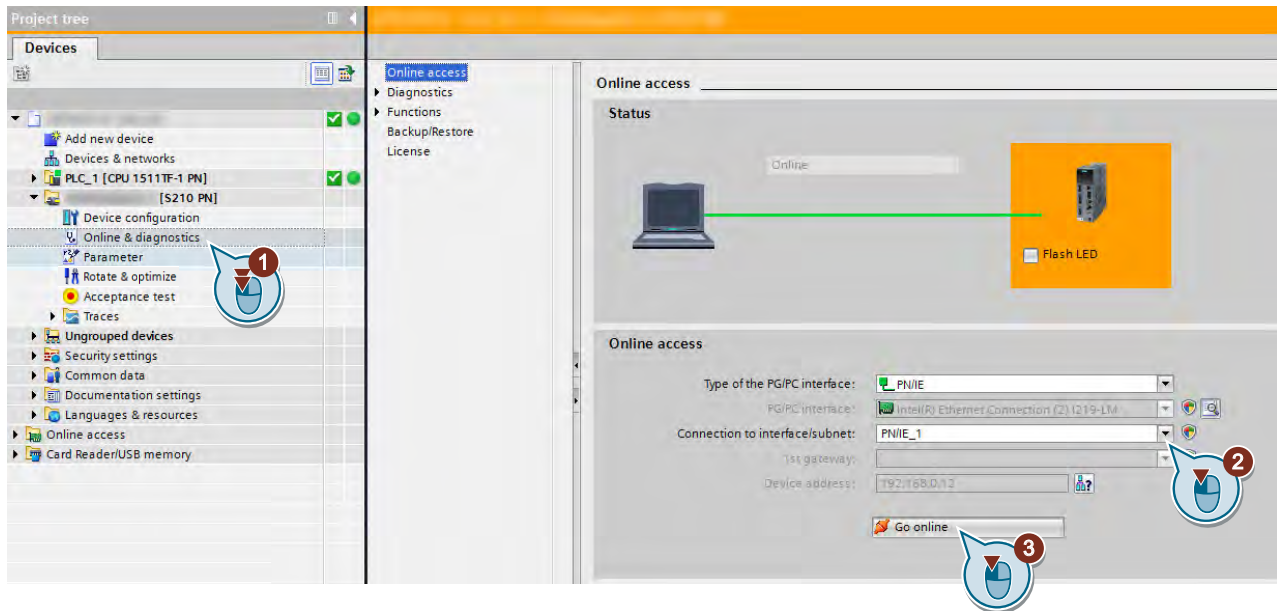 Project tree
Devices
Add new device
Devices & networks
PLC_1 [CPU 1511TF-1 PN]
[S210 PN]
Device configuration
Online & diagnostics
Parameter
Rotate & optimize
Acceptance test
Traces
Ungrouped devices
Security settings
Common data
Documentation settings
Languages & resources
Online access
Card Reader/USB memory
1
Online access
Diagnostics
Functions
Backup/Restore
License
Online access
Status
Online
Flash LED
Online access
Type of the PG/PC interface: PN/IE
PG/PC interface: Intel(R) Ethernet Connection (2) I219-LM
Connection to interface/subnet: PN/IE_1
1st gateway:
Device address: 192.168.0.12
?
2
Go online
3